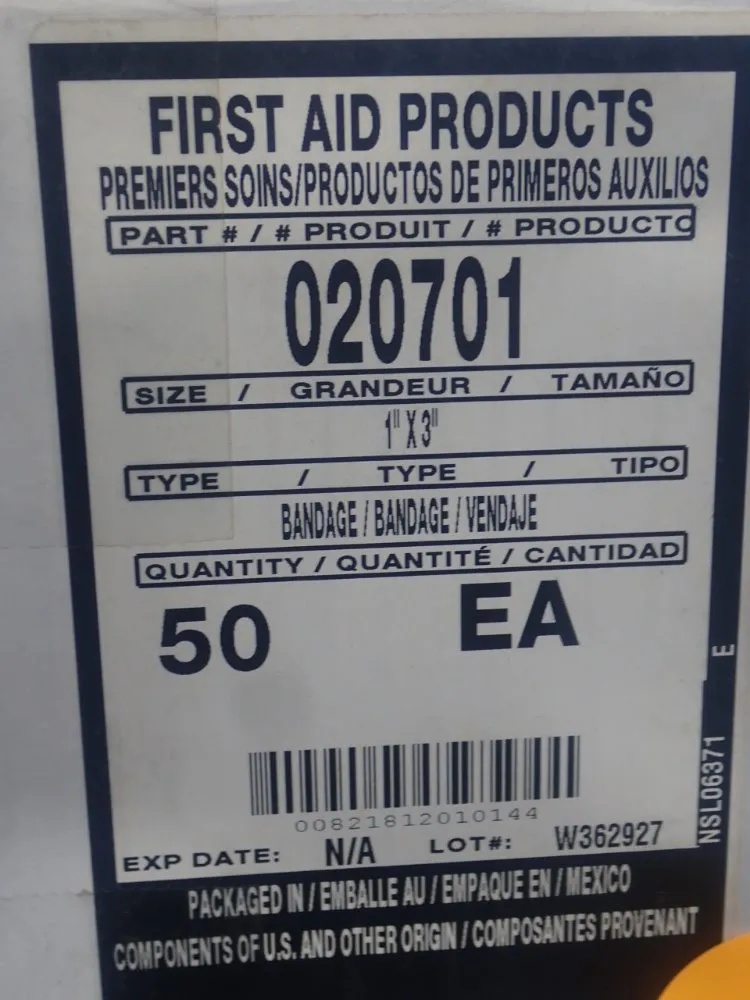 FIRST AID PRODUCTS
PREMIERS SOINS/PRODUCTOS DE PRIMEROS AUXILIOS
PART # / # PRODUIT / # PRODUCTO
020701
SIZE / GRANDEUR / TAMAÑO
1" X 3"
TYPE / TYPE / TIPO
BANDAGE / BANDAGE / VENDAJE
QUANTITY / QUANTITÉ / CANTIDAD
50 EA
00821812010144
EXP DATE: N/A LOT#: W362927
NSL06371 E
PACKAGED IN / EMBALLE AU / EMPAQUE EN / MEXICO
COMPONENTS OF U.S. AND OTHER ORIGIN / COMPOSANTES PROVENANT